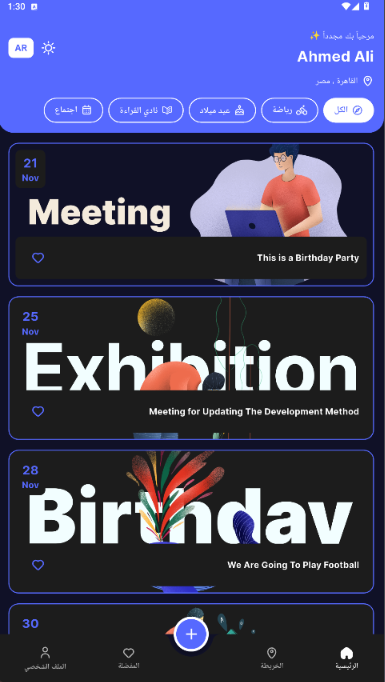 1:30
مرحباً بك مجدداً ✨
Ahmed Ali
AR
القاهرة , مصر
الكل
رياضة
عيد ميلاد
نادي القراءة
اجتماع
21
Nov
Meeting
This is a Birthday Party
25
Nov
Exhibition
Meeting for Updating The Development Method
28
Nov
Birthday
We Are Going To Play Football
30
الرئيسية
الخريطة
المفضلة
الملف الشخصي